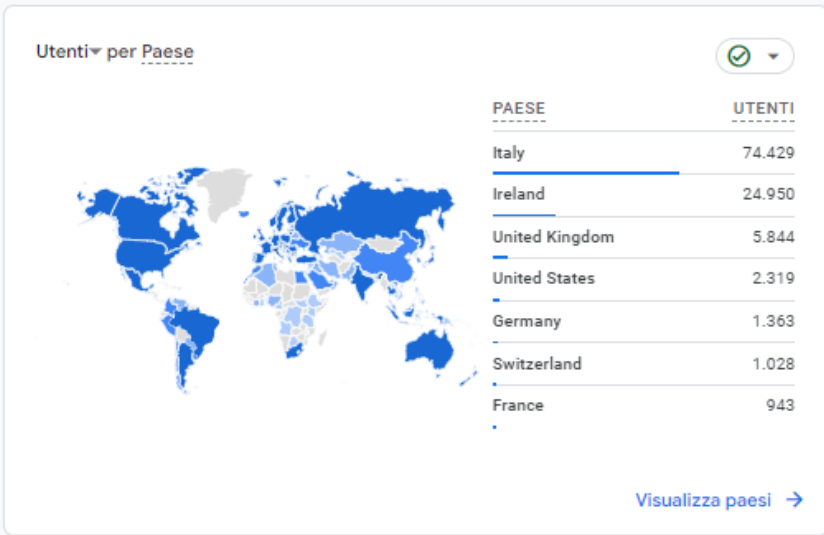 Utenti per Paese
PAESE UTENTI
Italy 74.429
Ireland 24.950
United Kingdom 5.844
United States 2.319
Germany 1.363
Switzerland 1.028
France 943
Visualizza paesi